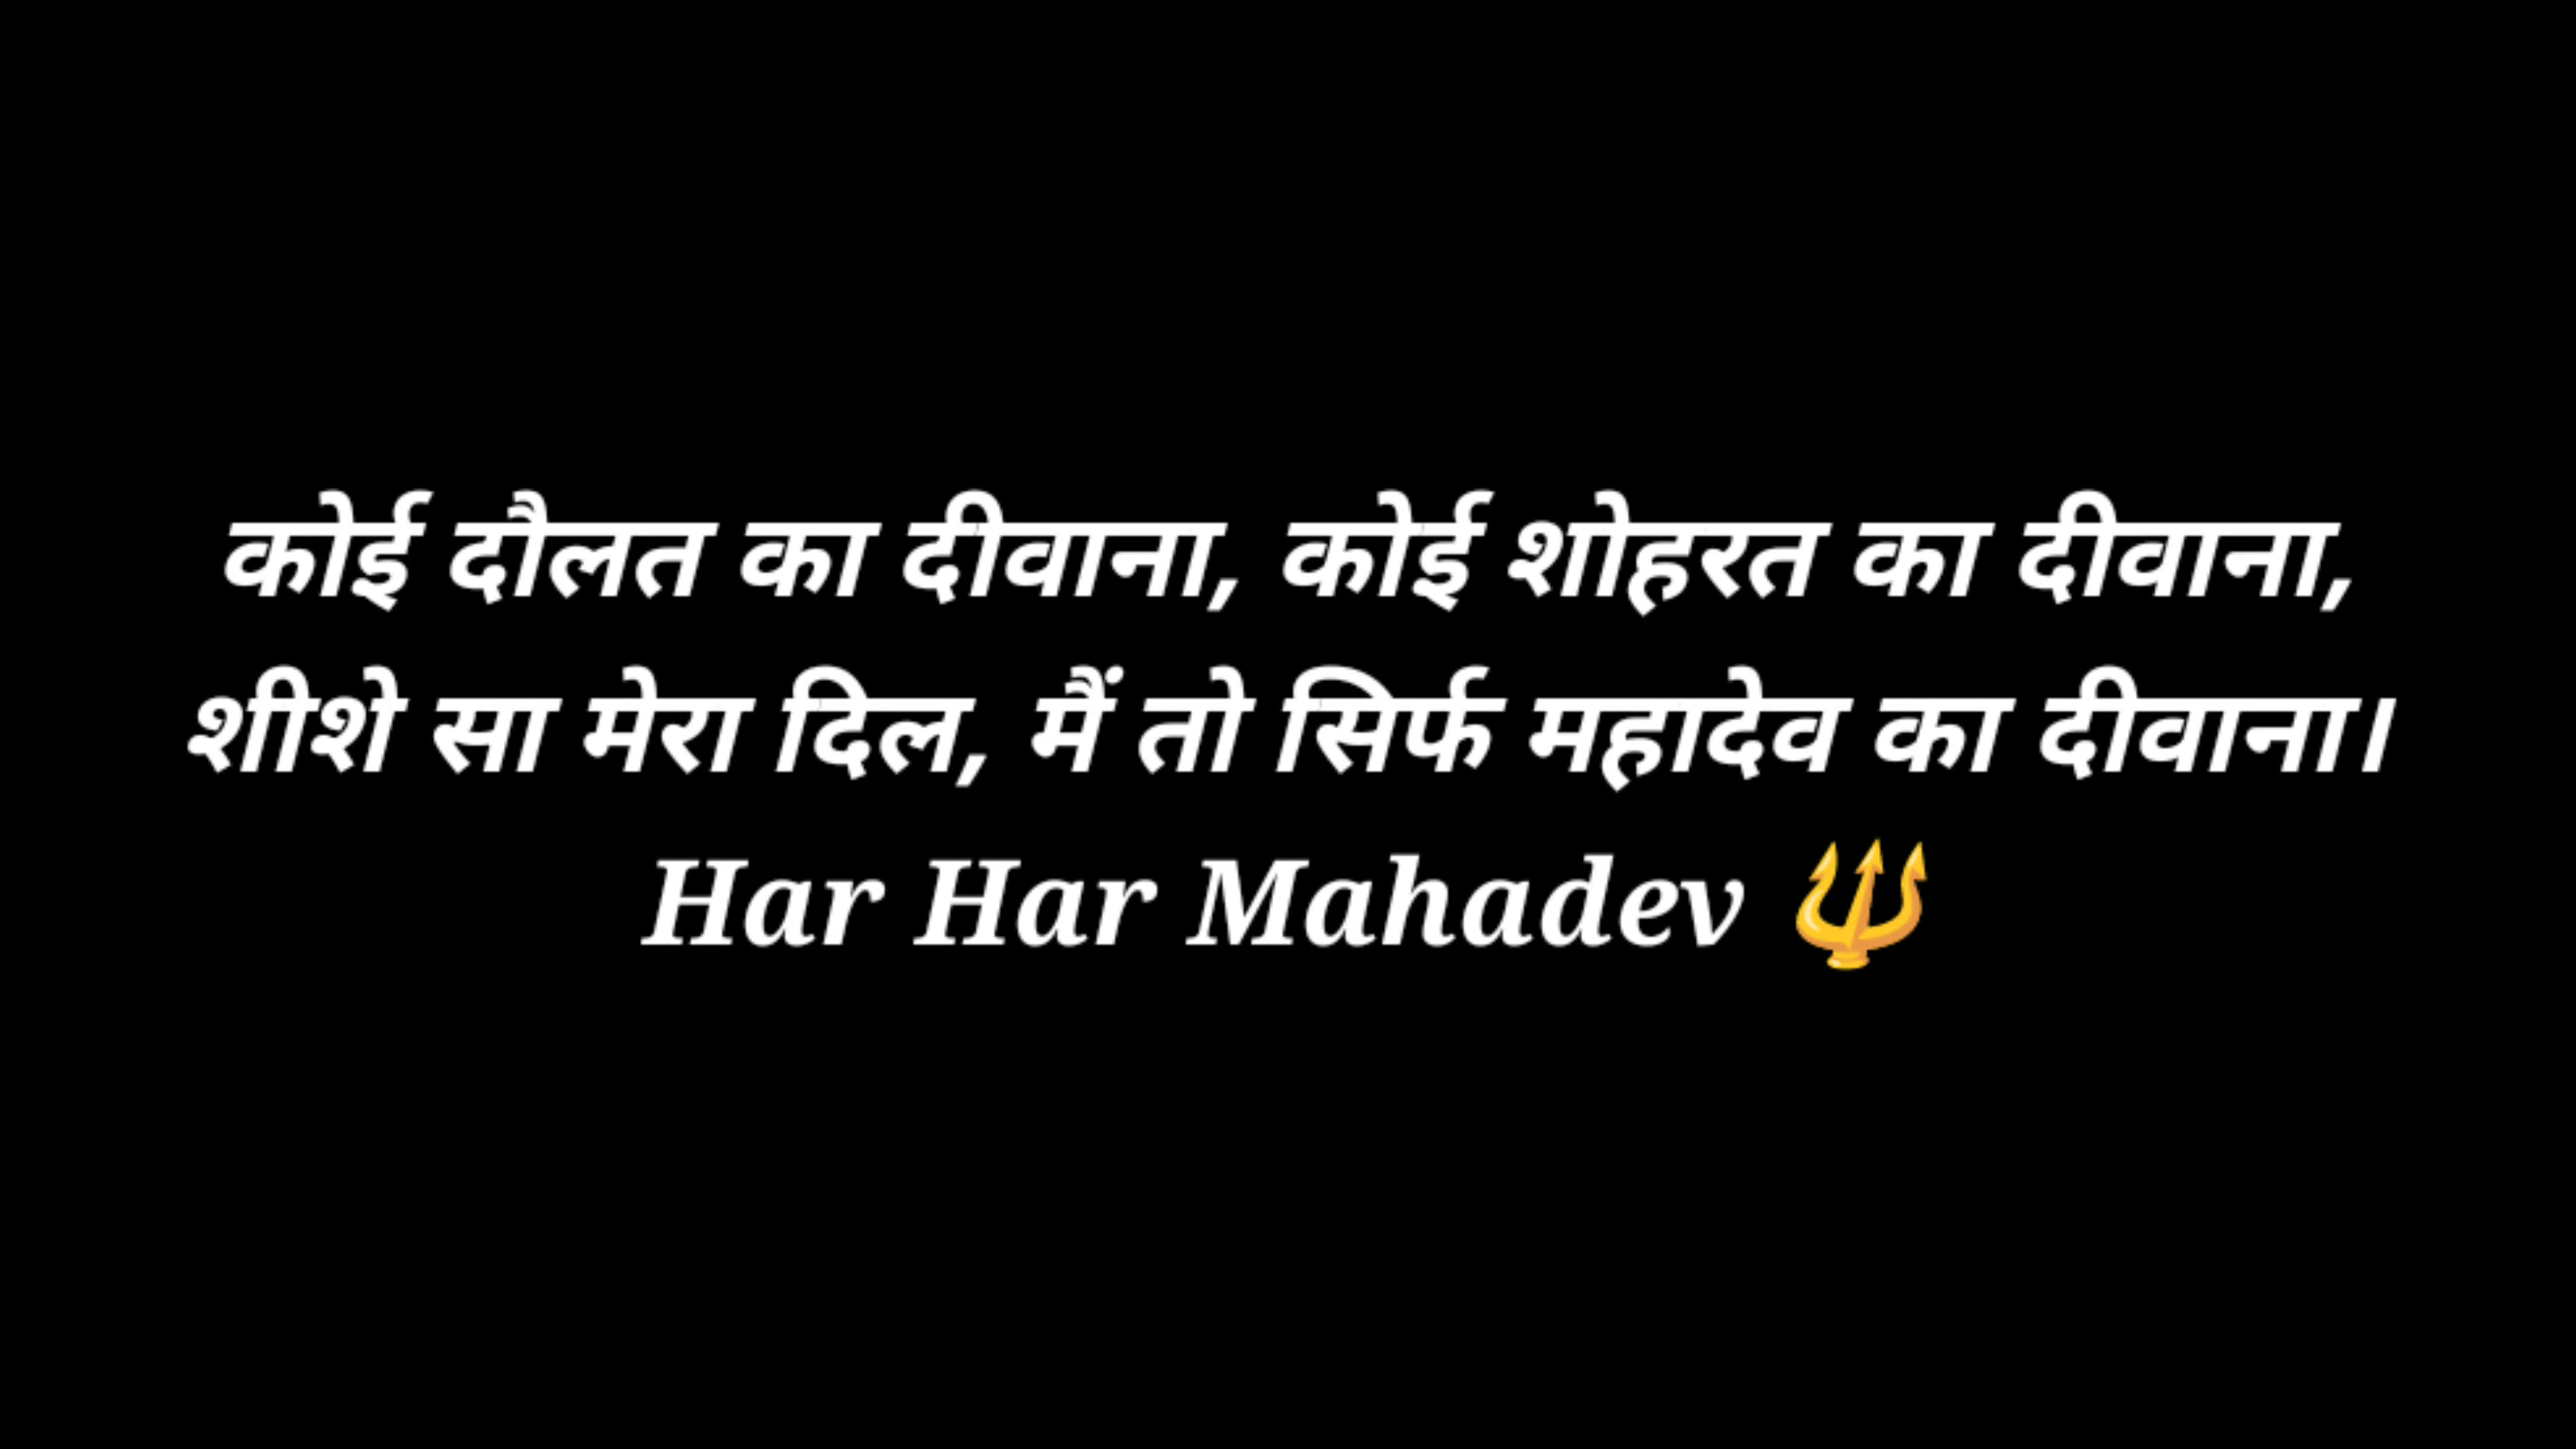 कोई दौलत का दीवाना, कोई शोहरत का दीवाना,
शीशे सा मेरा दिल, मैं तो सिर्फ महादेव का दीवाना।
Har Har Mahadev 🔱